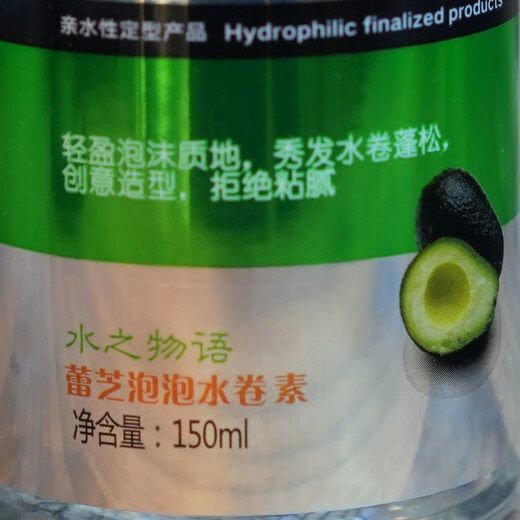 亲水性定型产品 Hydrophilic finalized products
轻盈泡沫质地，秀发水卷蓬松，
创意造型，拒绝粘腻
水之物语
蕾芝泡泡水卷素
净含量：150ml